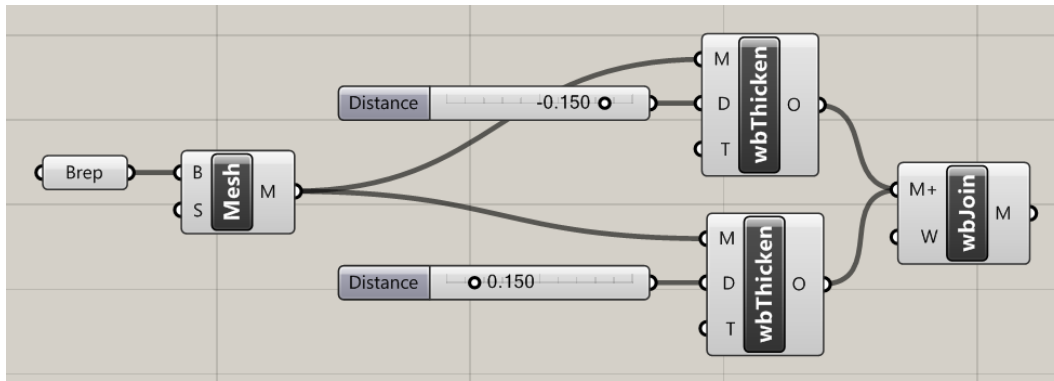 Brep
B
S
Mesh
M
Distance
-0.150
M
D
T
wbThicken
O
Distance
0.150
M
D
T
wbThicken
O
M+
W
wbJoin
M